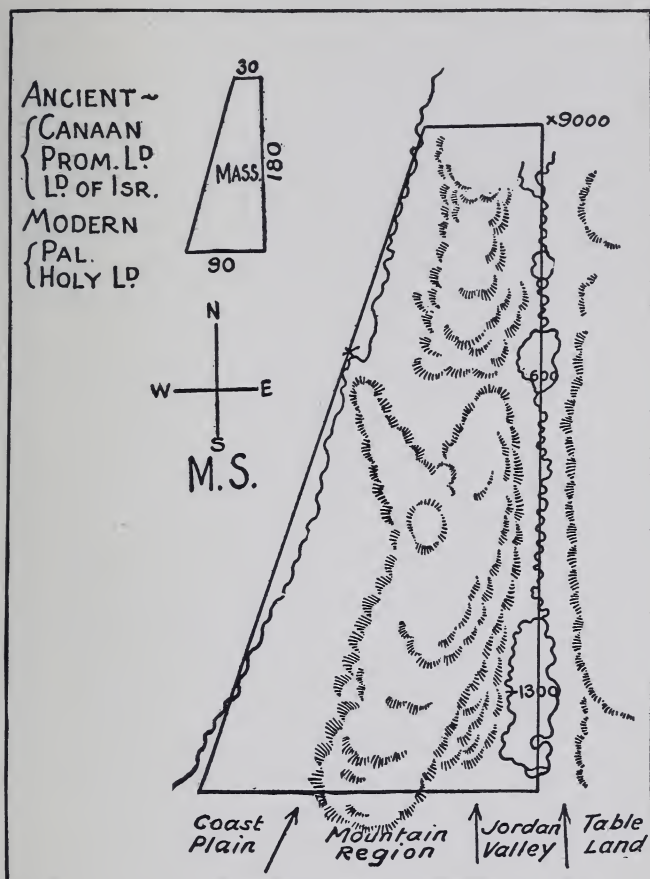 ANCIENT~
CANAAN
PROM. LD
LD OF ISR.
MODERN
PAL.
HOLY LD
30
MASS.
180
90
N
W E
S
M.S.
x9000
600
1300
Coast Plain
Mountain Region
Jordan Valley
Table Land